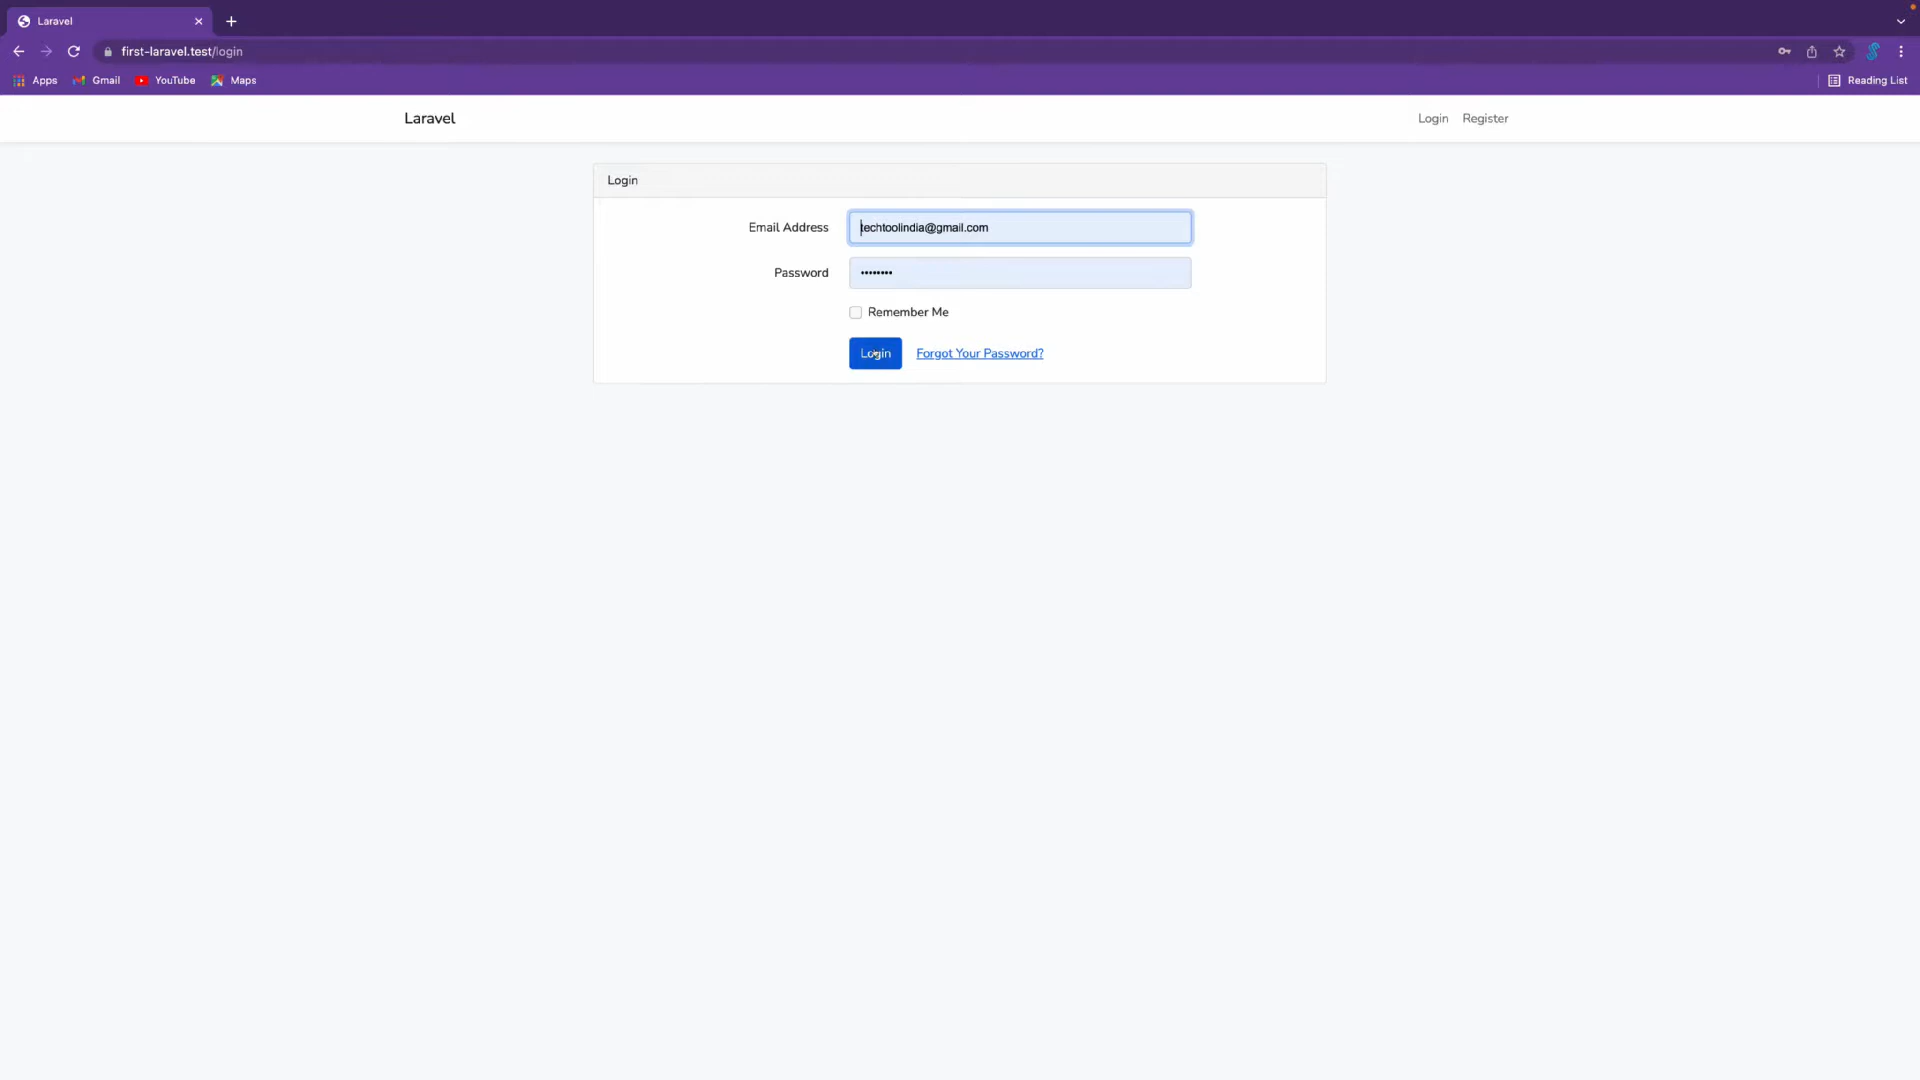 Laravel
first-laravel.test/login
Apps Gmail YouTube Maps Reading List
Laravel Login Register
Login
Email Address techtoolindia@gmail.com
Password ••••••••
Remember Me
Login Forgot Your Password?